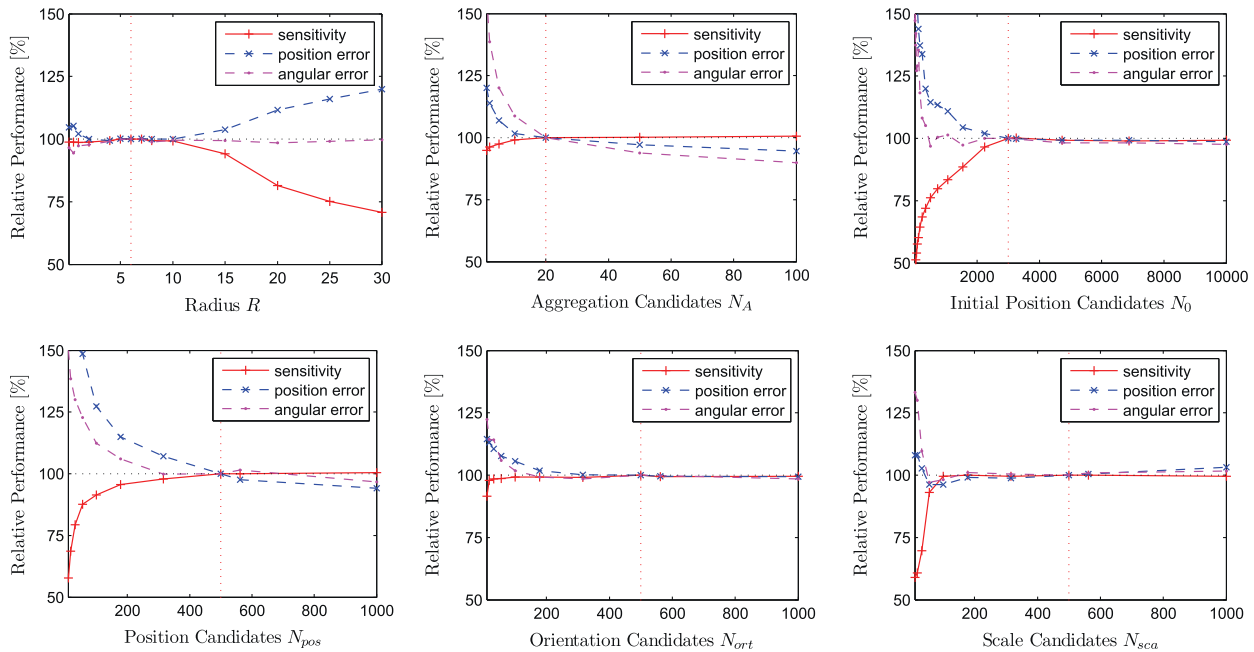 150
125
100
75
50
5
10
15
20
25
30
Relative Performance [%]
Radius R
sensitivity
position error
angular error
150
125
100
75
50
20
40
60
80
100
Relative Performance [%]
Aggregation Candidates N_A
sensitivity
position error
angular error
150
125
100
75
50
2000
4000
6000
8000
10000
Relative Performance [%]
Initial Position Candidates N_0
sensitivity
position error
angular error
150
125
100
75
50
200
400
600
800
1000
Relative Performance [%]
Position Candidates N_pos
sensitivity
position error
angular error
150
125
100
75
50
200
400
600
800
1000
Relative Performance [%]
Orientation Candidates N_ort
sensitivity
position error
angular error
150
125
100
75
50
200
400
600
800
1000
Relative Performance [%]
Scale Candidates N_sca
sensitivity
position error
angular error